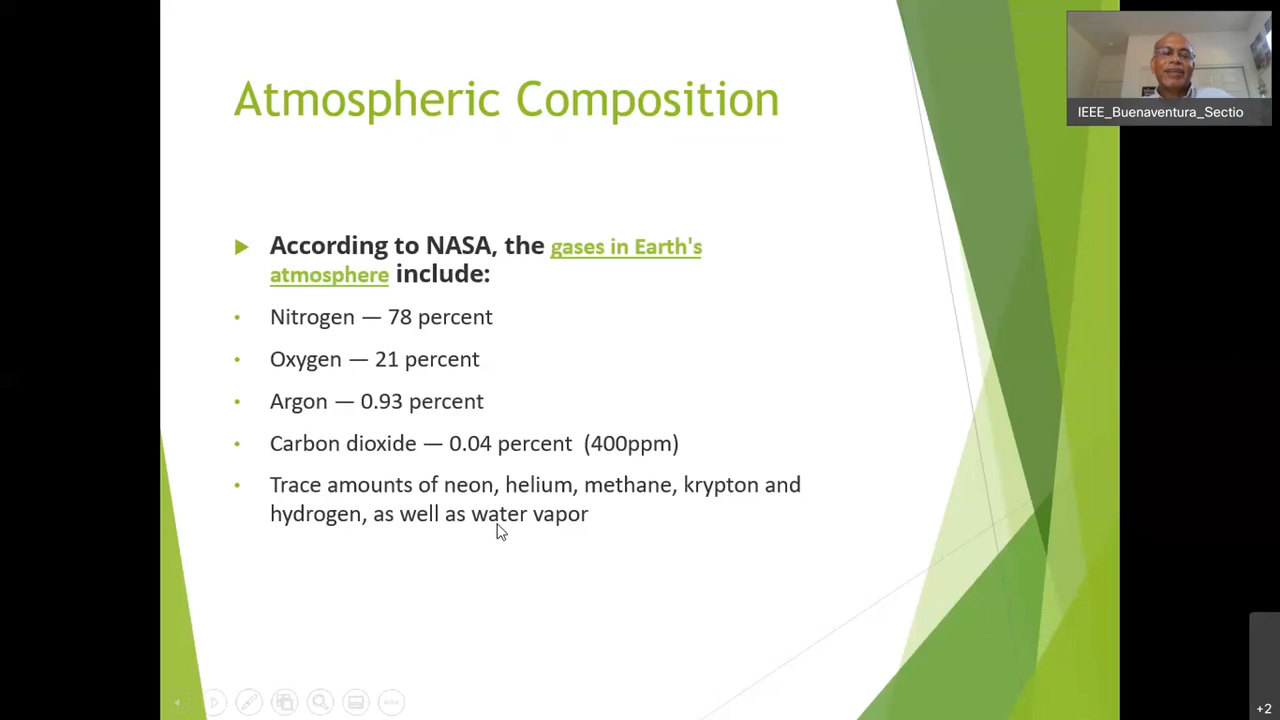 Atmospheric Composition
IEEE_Buenaventura_Sectio
According to NASA, the gases in Earth's
atmosphere include:
Nitrogen — 78 percent
Oxygen — 21 percent
Argon — 0.93 percent
Carbon dioxide — 0.04 percent (400ppm)
Trace amounts of neon, helium, methane, krypton and
hydrogen, as well as water vapor
+2